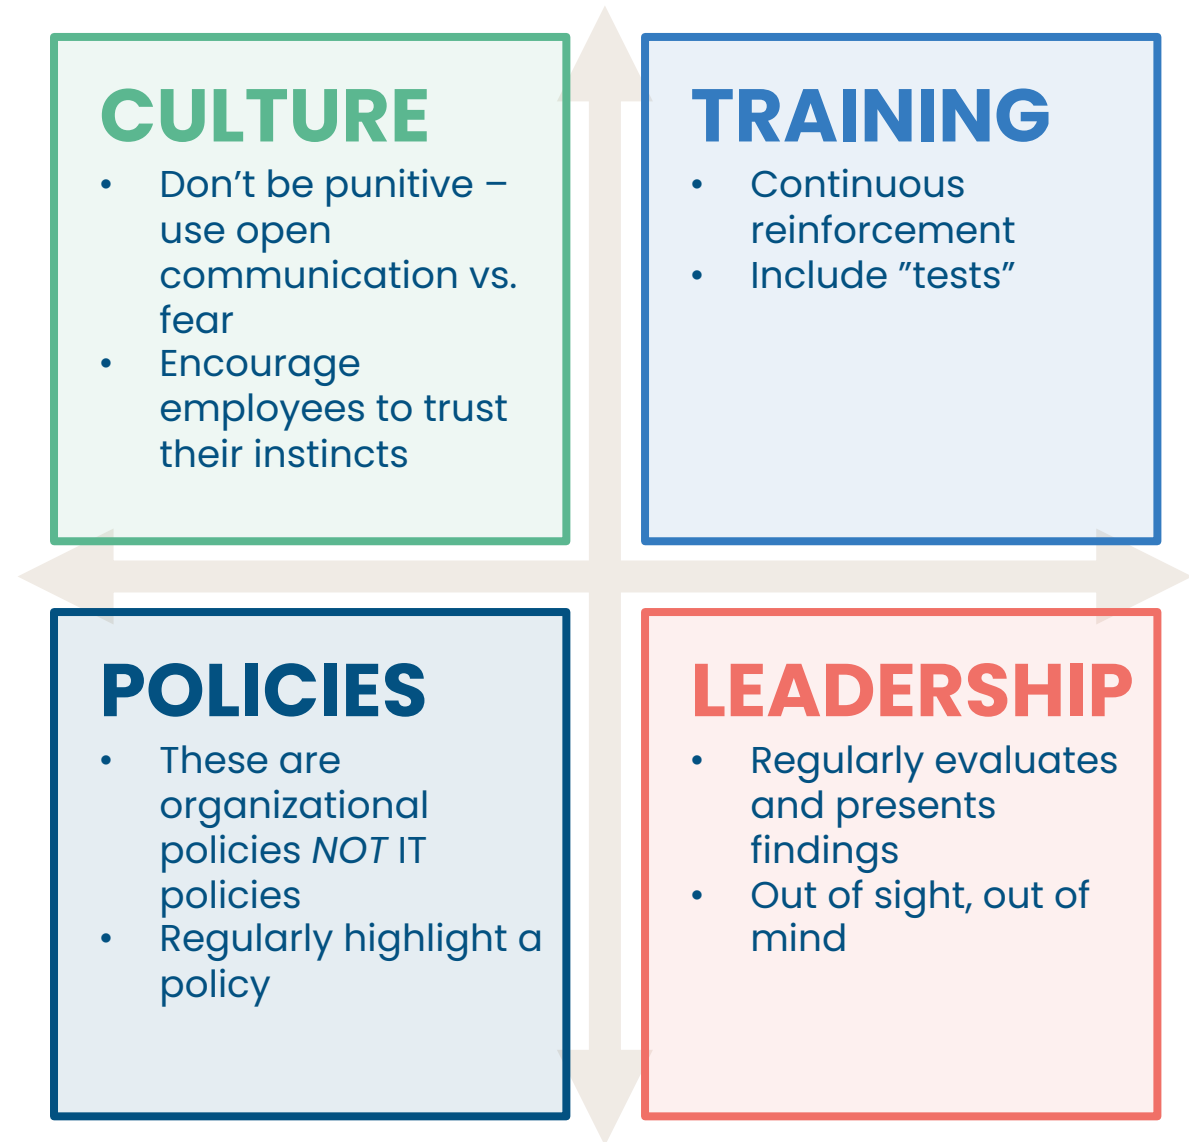 CULTURE
• Don’t be punitive –
use open
communication vs.
fear
• Encourage
employees to trust
their instincts
TRAINING
• Continuous
reinforcement
• Include ”tests”
POLICIES
• These are
organizational
policies NOT IT
policies
• Regularly highlight a
policy
LEADERSHIP
• Regularly evaluates
and presents
findings
• Out of sight, out of
mind